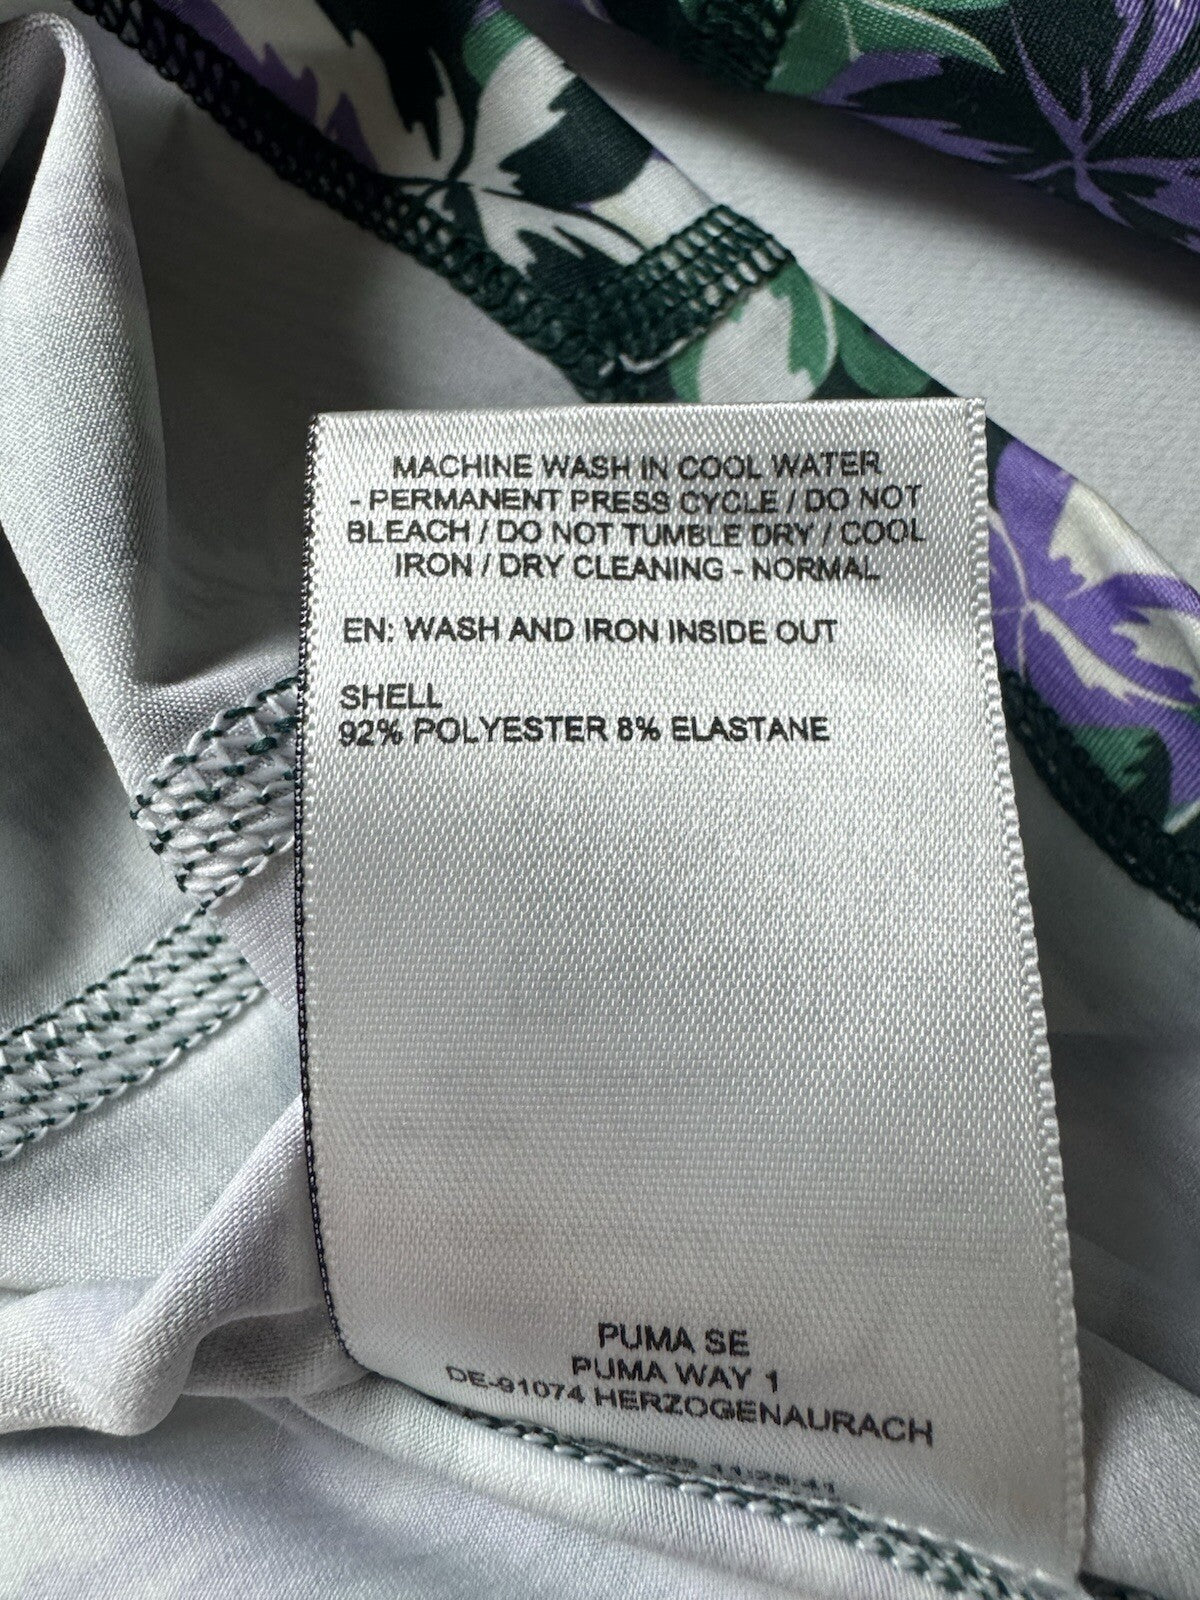 MACHINE WASH IN COOL WATER
- PERMANENT PRESS CYCLE / DO NOT
BLEACH / DO NOT TUMBLE DRY / COOL
IRON / DRY CLEANING - NORMAL
EN: WASH AND IRON INSIDE OUT
SHELL
92% POLYESTER 8% ELASTANE
PUMA SE
PUMA WAY 1
DE-91074 HERZOGENAURACH